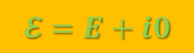 ℰ = E + i0